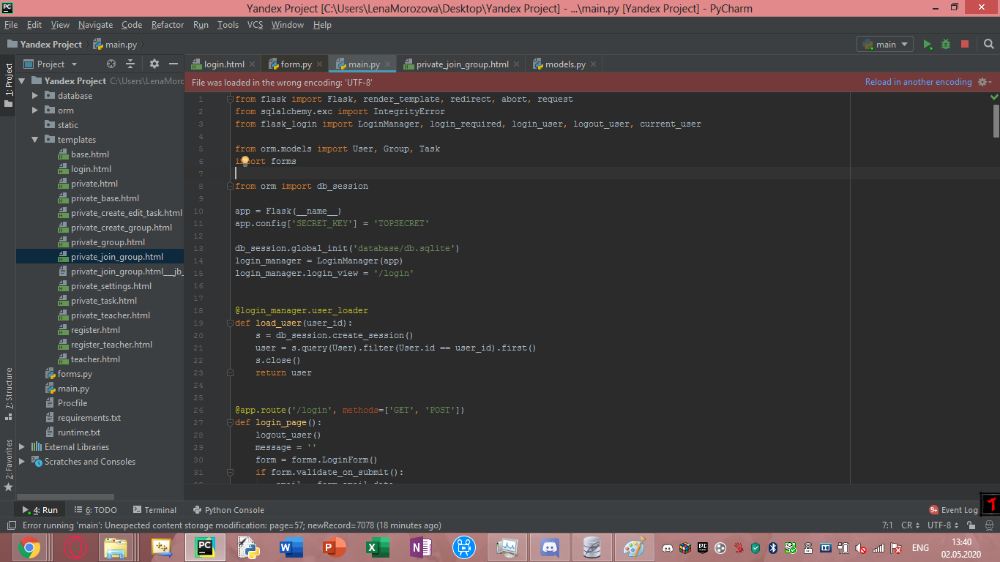 Yandex Project [C:\Users\LenaMorozova\Desktop\Yandex Project] - ...\main.py [Yandex Project] - PyCharm
File Edit View Navigate Code Refactor Run Tools VCS Window Help
Yandex Project main.py main
Project
login.html form.py main.py private_join_group.html models.py
1: Project
7: Structure
2: Favorites
Yandex Project C:\Users\LenaMoroz
database
orm
static
templates
base.html
login.html
private.html
private_base.html
private_create_edit_task.html
private_create_group.html
private_group.html
private_join_group.html
private_join_group.html__jb_
private_settings.html
private_task.html
private_teacher.html
register.html
register_teacher.html
teacher.html
forms.py
main.py
Procfile
requirements.txt
runtime.txt
External Libraries
Scratches and Consoles
File was loaded in the wrong encoding: 'UTF-8' Reload in another encoding
1 from flask import Flask, render_template, redirect, abort, request
2 from sqlalchemy.exc import IntegrityError
3 from flask_login import LoginManager, login_required, login_user, logout_user, current_user
4
5 from orm.models import User, Group, Task
6 import forms
7
8 from orm import db_session
9
10 app = Flask(__name__)
11 app.config['SECRET_KEY'] = 'TOPSECRET'
12
13 db_session.global_init('database/db.sqlite')
14 login_manager = LoginManager(app)
15 login_manager.login_view = '/login'
16
17
18 @login_manager.user_loader
19 def load_user(user_id):
20 s = db_session.create_session()
21 user = s.query(User).filter(User.id == user_id).first()
22 s.close()
23 return user
24
25
26 @app.route('/login', methods=['GET', 'POST'])
27 def login_page():
28 logout_user()
29 message = ''
30 form = forms.LoginForm()
31 if form.validate_on_submit():
4: Run 6: TODO Terminal Python Console 9+ Event Log
Error running 'main': Unexpected content storage modification: page=57; newRecord=7078 (18 minutes ago) 7:1 CR UTF-8
ENG
13:40
02.05.2020